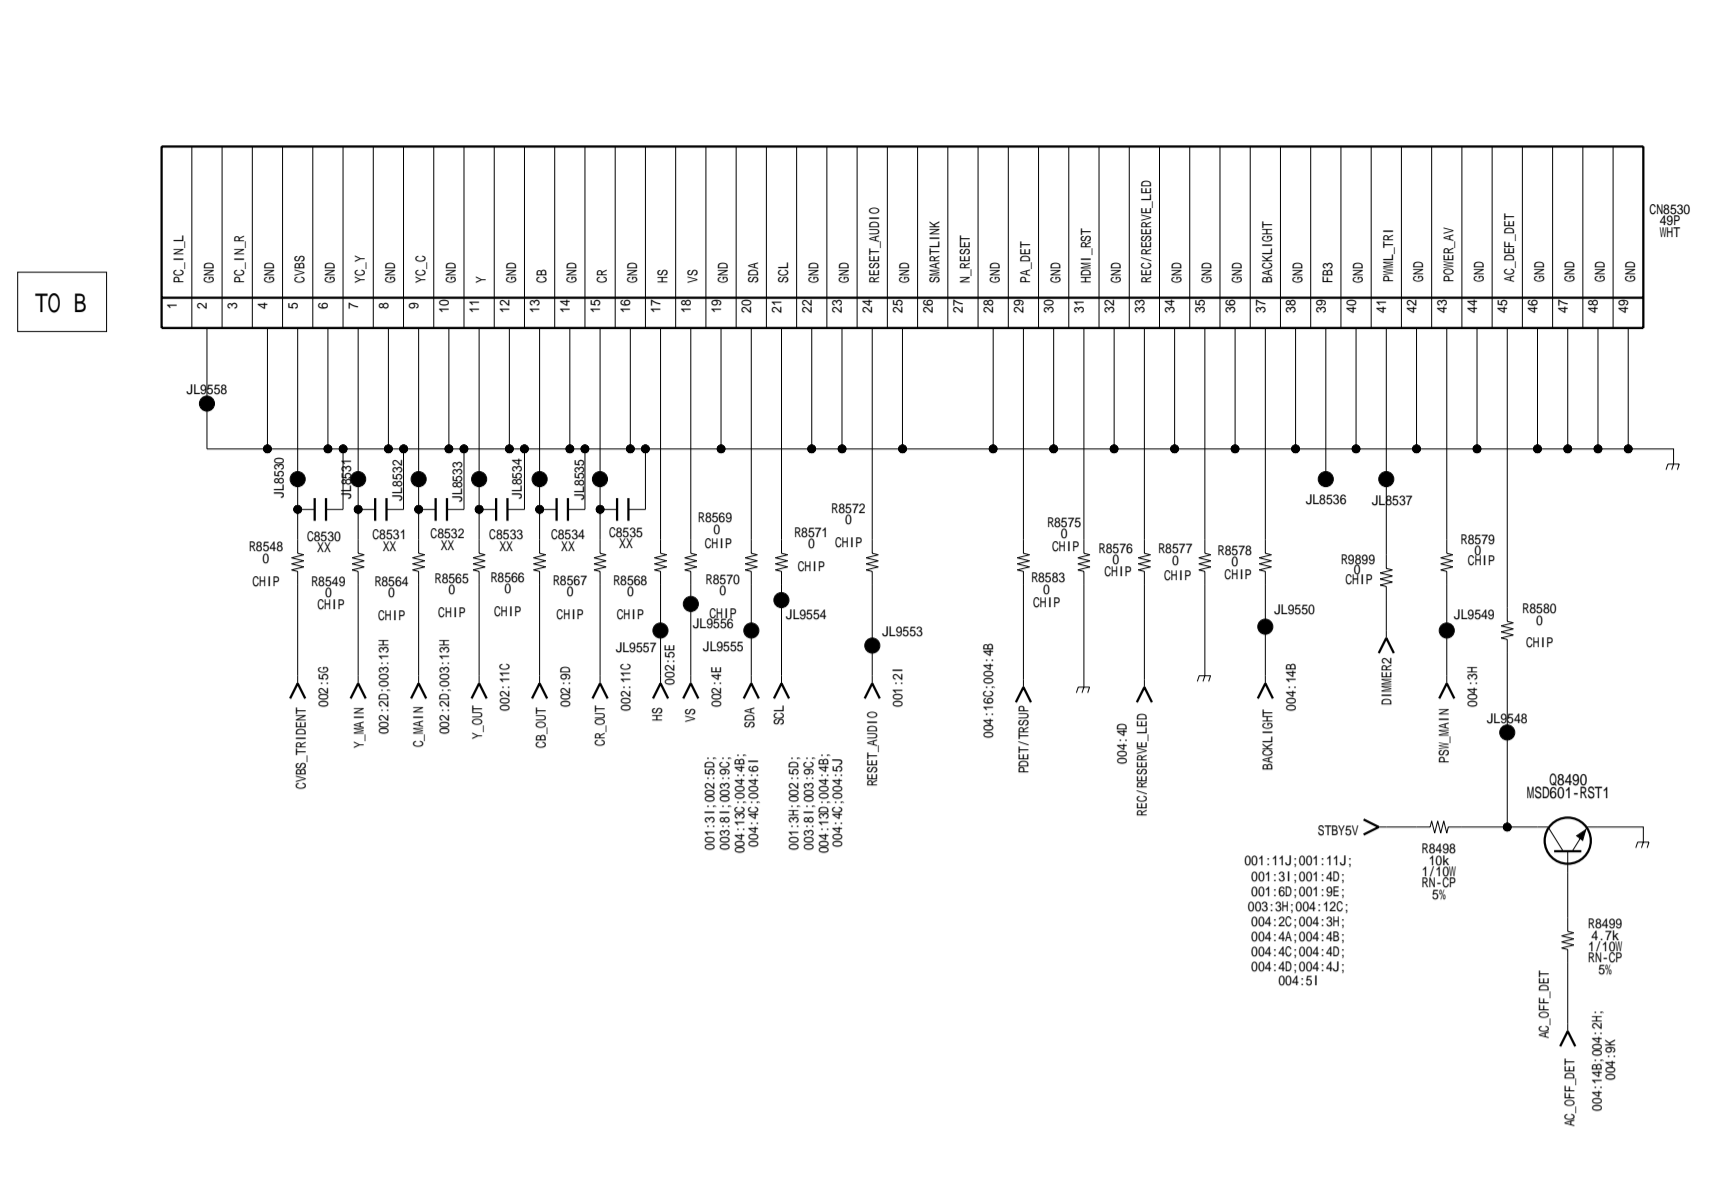 PC_IN_L
GND
PC_IN_R
GND
CVBS
GND
YC_Y
GND
YC_C
GND
Y
GND
CB
GND
CR
GND
HS
VS
GND
SDA
SCL
GND
GND
RESET_AUDIO
GND
SMARTLINK
N_RESET
GND
PA_DET
GND
HDMI_RST
GND
REC/RESERVE_LED
GND
GND
GND
BACKLIGHT
GND
FB3
GND
PWML_TRI
GND
POWER_AV
GND
AC_DEF_DET
GND
GND
GND
GND
CN8530
49P
WHT
TO B
1
2
3
4
5
6
7
8
9
10
11
12
13
14
15
16
17
18
19
20
21
22
23
24
25
26
27
28
29
30
31
32
33
34
35
36
37
38
39
40
41
42
43
44
45
46
47
48
49
JL9558
JL8530
JL8531
JL8532
JL8533
JL8534
JL8535
JL8536
JL8537
C8530
XX
C8531
XX
C8532
XX
C8533
XX
C8534
XX
C8535
XX
R8548
0
CHIP
R8549
0
CHIP
R8564
0
CHIP
R8565
0
CHIP
R8566
0
CHIP
R8567
0
CHIP
R8568
0
CHIP
R8569
0
CHIP
R8570
0
CHIP
R8571
0
CHIP
R8572
0
CHIP
R8575
0
CHIP
R8583
0
CHIP
R8576
0
CHIP
R8577
0
CHIP
R8578
0
CHIP
R9899
0
CHIP
R8579
0
CHIP
R8580
0
CHIP
JL9557
JL9556
JL9555
JL9554
JL9553
JL9550
JL9549
JL9548
CVBS_TRIDENT
002:5G
Y_MAIN
002:2D;003:13H
C_MAIN
002:2D;003:13H
Y_OUT
002:11C
CB_OUT
002:9D
CR_OUT
002:11C
HS
002:5E
VS
002:4E
SDA
001:3I;002:5D;
003:8I;003:9C;
004:13C;004:4B;
004:4C;004:6I
SCL
001:3H;002:5D;
003:8I;003:9C;
004:13D;004:4B;
004:4C;004:5J
RESET_AUDIO
001:2I
004:16C;004:4B
PDET/TRSUP
004:4D
REC/RESERVE_LED
BACKLIGHT
004:14B
DIMMER2
PSW_MAIN
004:3H
Q8490
MSD601-RST1
STBY5V
001:11J;001:11J;
001:3I;001:4D;
001:6D;001:9E;
003:3H;004:12C;
004:2C;004:3H;
004:4A;004:4B;
004:4C;004:4D;
004:4D;004:4J;
004:5I
R8498
10k
1/10W
RN-CP
5%
R8499
4.7k
1/10W
RN-CP
5%
AC_OFF_DET
AC_OFF_DET
004:14B;004:2H;
004:9K